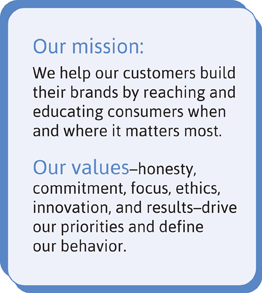 Our mission:
We help our customers build
their brands by reaching and
educating consumers when
and where it matters most.
Our values–honesty,
commitment, focus, ethics,
innovation, and results–drive
our priorities and define
our behavior.